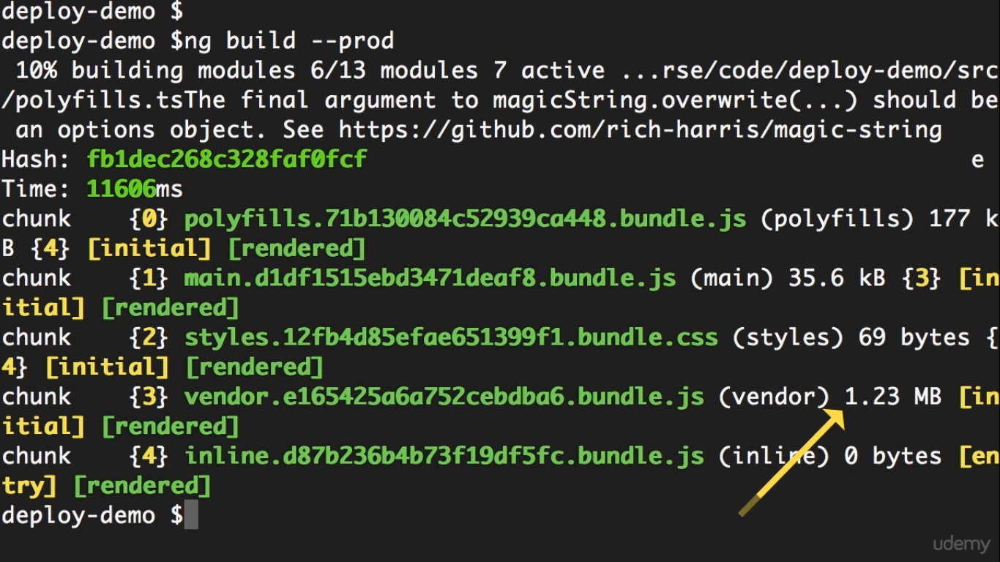 deploy-demo $
deploy-demo $ng build --prod
 10% building modules 6/13 modules 7 active ...rse/code/deploy-demo/src
/polyfills.tsThe final argument to magicString.overwrite(...) should be
 an options object. See https://github.com/rich-harris/magic-string
Hash: fb1dec268c328faf0fcf e
Time: 11606ms
chunk    {0} polyfills.71b130084c52939ca448.bundle.js (polyfills) 177 k
B {4} [initial] [rendered]
chunk    {1} main.d1df1515ebd3471deaf8.bundle.js (main) 35.6 kB {3} [in
itial] [rendered]
chunk    {2} styles.12fb4d85efae651399f1.bundle.css (styles) 69 bytes {
4} [initial] [rendered]
chunk    {3} vendor.e165425a6a752cebdba6.bundle.js (vendor) 1.23 MB [in
itial] [rendered]
chunk    {4} inline.d87b236b4b73f19df5fc.bundle.js (inline) 0 bytes [en
try] [rendered]
deploy-demo $
udemy